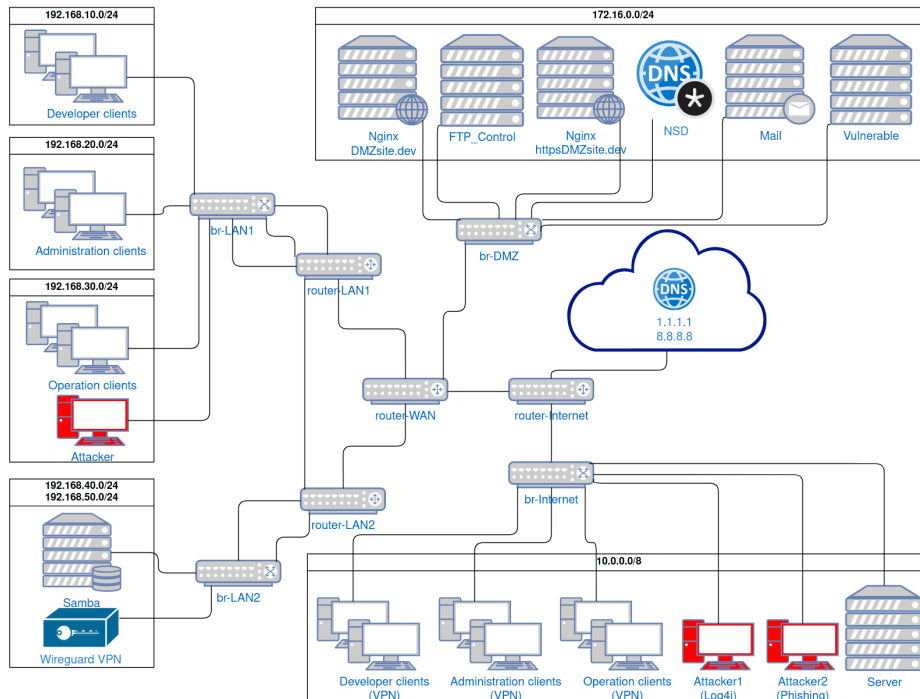 192.168.10.0/24
Developer clients
192.168.20.0/24
Administration clients
192.168.30.0/24
Operation clients
Attacker
192.168.40.0/24
192.168.50.0/24
Samba
Wireguard VPN
br-LAN1
router-LAN1
172.16.0.0/24
Nginx
DMZsite.dev
FTP_Control
Nginx
httpsDMZsite.dev
DNS
*
NSD
Mail
Vulnerable
br-DMZ
DNS
1.1.1.1
8.8.8.8
router-WAN
router-Internet
router-LAN2
br-LAN2
br-Internet
10.0.0.0/8
Developer clients
(VPN)
Administration clients
(VPN)
Operation clients
(VPN)
Attacker1
(Log4j)
Attacker2
(Phishing)
Server